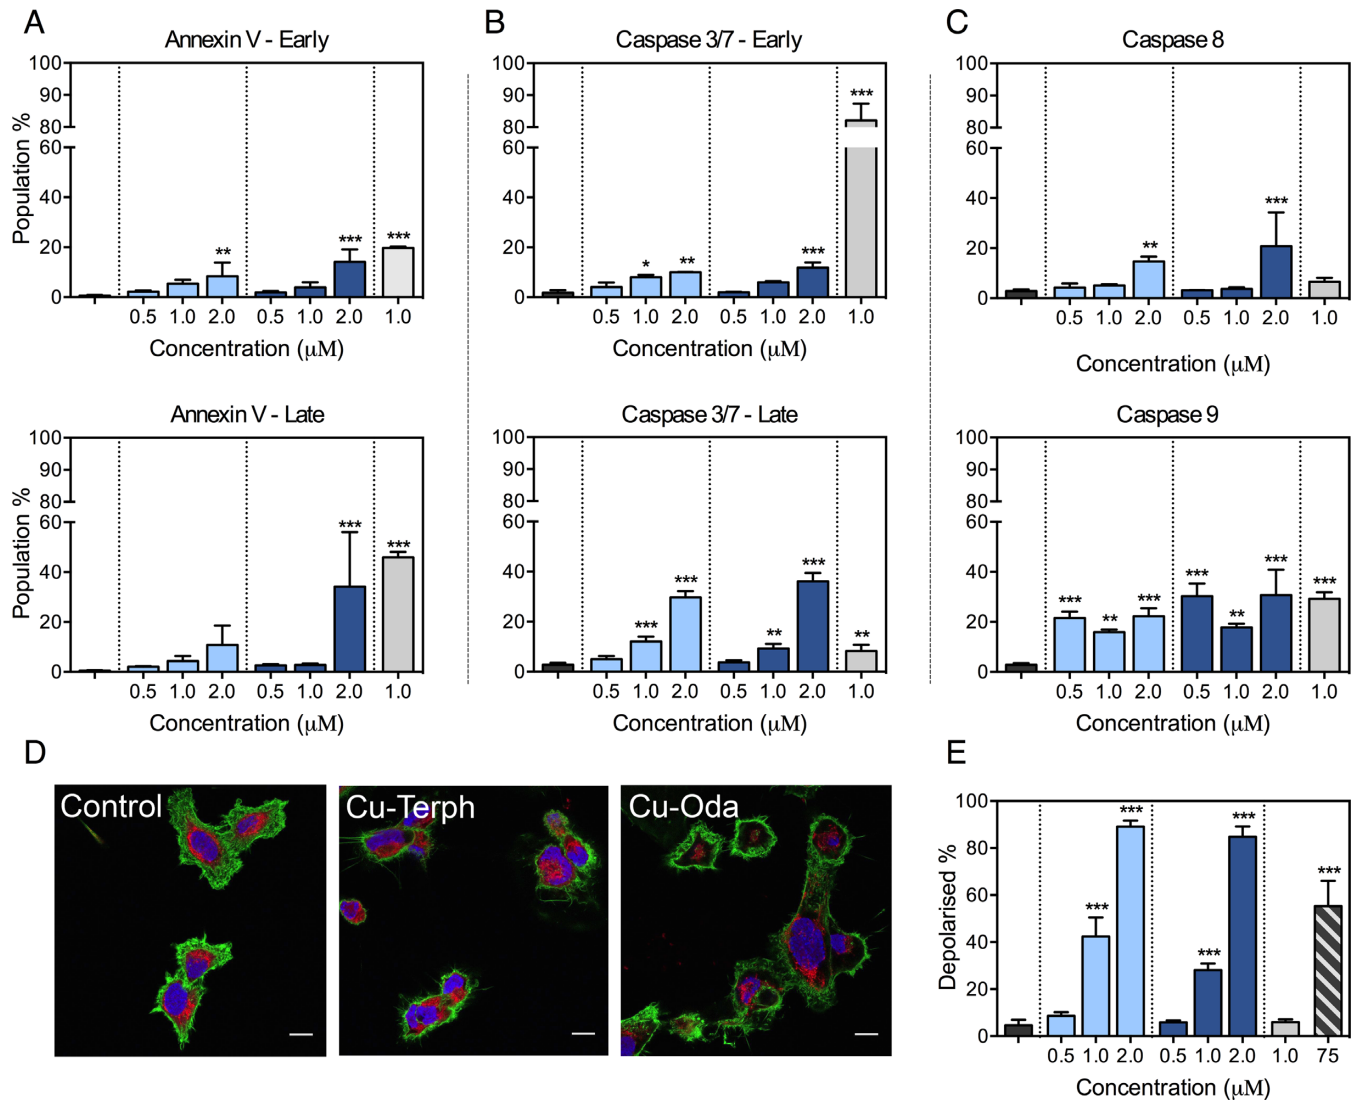 A
Annexin V - Early
Population %
100
90
80
60
40
20
0
**
***
***
0.5 1.0 2.0 0.5 1.0 2.0 1.0
Concentration (μM)
Annexin V - Late
Population %
100
90
80
60
40
20
0
***
***
0.5 1.0 2.0 0.5 1.0 2.0 1.0
Concentration (μM)
B
Caspase 3/7 - Early
100
90
80
60
40
20
0
*
**
***
***
0.5 1.0 2.0 0.5 1.0 2.0 1.0
Concentration (μM)
Caspase 3/7 - Late
100
90
80
60
40
20
0
***
***
**
***
**
0.5 1.0 2.0 0.5 1.0 2.0 1.0
Concentration (μM)
C
Caspase 8
100
90
80
60
40
20
0
**
***
0.5 1.0 2.0 0.5 1.0 2.0 1.0
Concentration (μM)
Caspase 9
100
90
80
60
40
20
0
***
**
***
***
**
***
***
0.5 1.0 2.0 0.5 1.0 2.0 1.0
Concentration (μM)
D
Control
Cu-Terph
Cu-Oda
E
Depolarised %
100
80
60
40
20
0
***
***
***
***
***
0.5 1.0 2.0 0.5 1.0 2.0 1.0 75
Concentration (μM)